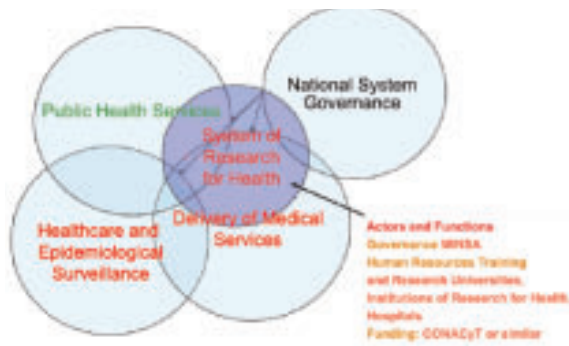 National System
Governance
Public Health Services
System of
Research
for Health
Delivery of Medical
Services
Healthcare and
Epidemiological
Surveillance
Actors and Functions
Governance
Human Resources Training
and Research Universities,
Institutions of Research for Health,
Hospitals
Funding: CONACyT or similar